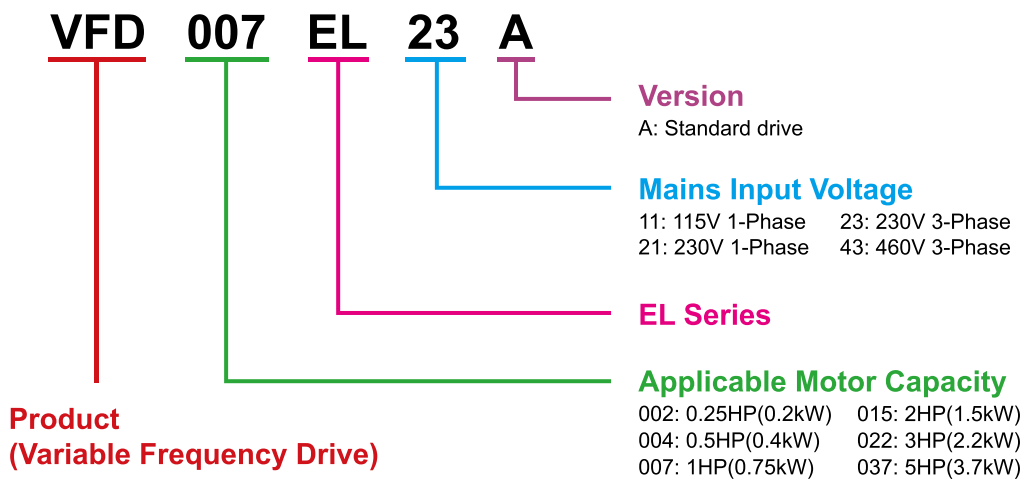 VFD 007 EL 23 A
Version
A: Standard drive
Mains Input Voltage
11: 115V 1-Phase 23: 230V 3-Phase
21: 230V 1-Phase 43: 460V 3-Phase
EL Series
Applicable Motor Capacity
002: 0.25HP(0.2kW) 015: 2HP(1.5kW)
004: 0.5HP(0.4kW) 022: 3HP(2.2kW)
007: 1HP(0.75kW) 037: 5HP(3.7kW)
Product
(Variable Frequency Drive)